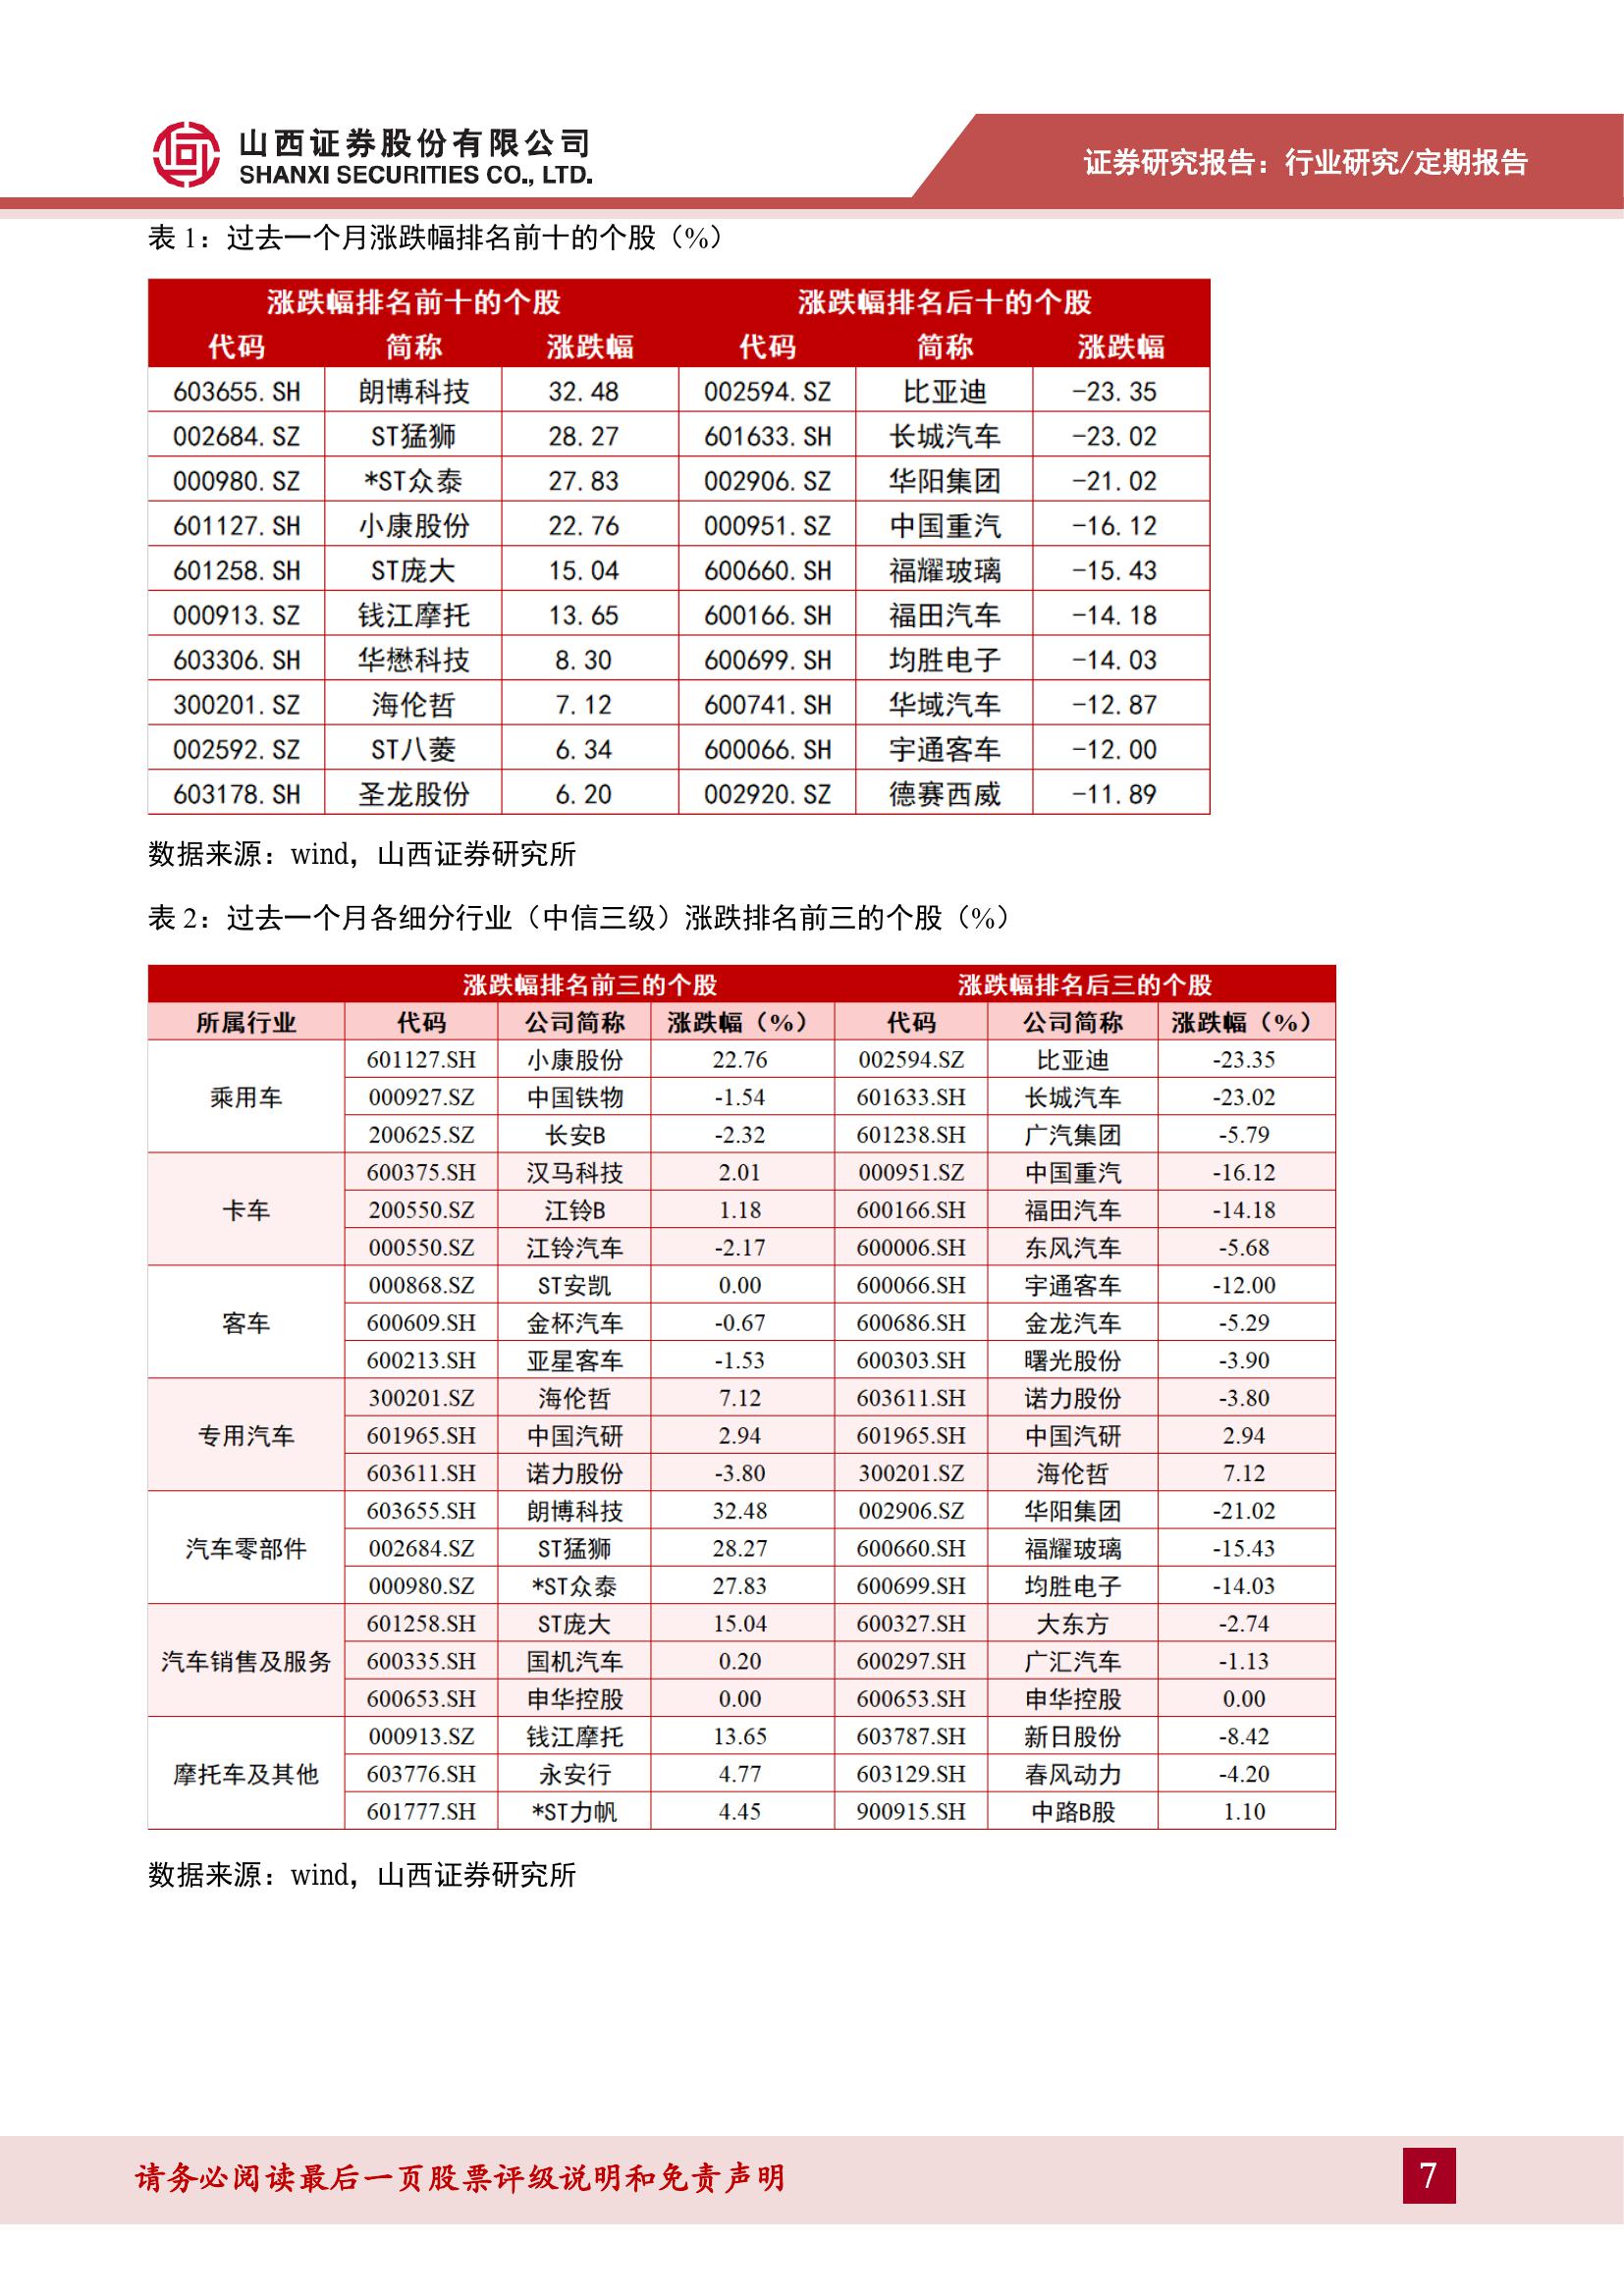 山西证券股份有限公司
SHANXI SECURITIES CO., LTD.
证券研究报告：行业研究/定期报告
表 1：过去一个月涨跌幅排名前十的个股（%）
涨跌幅排名前十的个股 涨跌幅排名后十的个股
代码 简称 涨跌幅 代码 简称 涨跌幅
603655.SH 朗博科技 32.48 002594.SZ 比亚迪 -23.35
002684.SZ ST猛狮 28.27 601633.SH 长城汽车 -23.02
000980.SZ *ST众泰 27.83 002906.SZ 华阳集团 -21.02
601127.SH 小康股份 22.76 000951.SZ 中国重汽 -16.12
601258.SH ST庞大 15.04 600660.SH 福耀玻璃 -15.43
000913.SZ 钱江摩托 13.65 600166.SH 福田汽车 -14.18
603306.SH 华懋科技 8.30 600699.SH 均胜电子 -14.03
300201.SZ 海伦哲 7.12 600741.SH 华域汽车 -12.87
002592.SZ ST八菱 6.34 600066.SH 宇通客车 -12.00
603178.SH 圣龙股份 6.20 002920.SZ 德赛西威 -11.89
数据来源：wind，山西证券研究所
表 2：过去一个月各细分行业（中信三级）涨跌排名前三的个股（%）
涨跌幅排名前三的个股 涨跌幅排名后三的个股
所属行业 代码 公司简称 涨跌幅（%） 代码 公司简称 涨跌幅（%）
601127.SH 小康股份 22.76 002594.SZ 比亚迪 -23.35
乘用车 000927.SZ 中国铁物 -1.54 601633.SH 长城汽车 -23.02
200625.SZ 长安B -2.32 601238.SH 广汽集团 -5.79
600375.SH 汉马科技 2.01 000951.SZ 中国重汽 -16.12
卡车 200550.SZ 江铃B 1.18 600166.SH 福田汽车 -14.18
000550.SZ 江铃汽车 -2.17 600006.SH 东风汽车 -5.68
000868.SZ ST安凯 0.00 600066.SH 宇通客车 -12.00
客车 600609.SH 金杯汽车 -0.67 600686.SH 金龙汽车 -5.29
600213.SH 亚星客车 -1.53 600303.SH 曙光股份 -3.90
300201.SZ 海伦哲 7.12 603611.SH 诺力股份 -3.80
专用汽车 601965.SH 中国汽研 2.94 601965.SH 中国汽研 2.94
603611.SH 诺力股份 -3.80 300201.SZ 海伦哲 7.12
603655.SH 朗博科技 32.48 002906.SZ 华阳集团 -21.02
汽车零部件 002684.SZ ST猛狮 28.27 600660.SH 福耀玻璃 -15.43
000980.SZ *ST众泰 27.83 600699.SH 均胜电子 -14.03
601258.SH ST庞大 15.04 600327.SH 大东方 -2.74
汽车销售及服务 600335.SH 国机汽车 0.20 600297.SH 广汇汽车 -1.13
600653.SH 申华控股 0.00 600653.SH 申华控股 0.00
000913.SZ 钱江摩托 13.65 603787.SH 新日股份 -8.42
摩托车及其他 603776.SH 永安行 4.77 603129.SH 春风动力 -4.20
601777.SH *ST力帆 4.45 900915.SH 中路B股 1.10
数据来源：wind，山西证券研究所
请务必阅读最后一页股票评级说明和免责声明
7